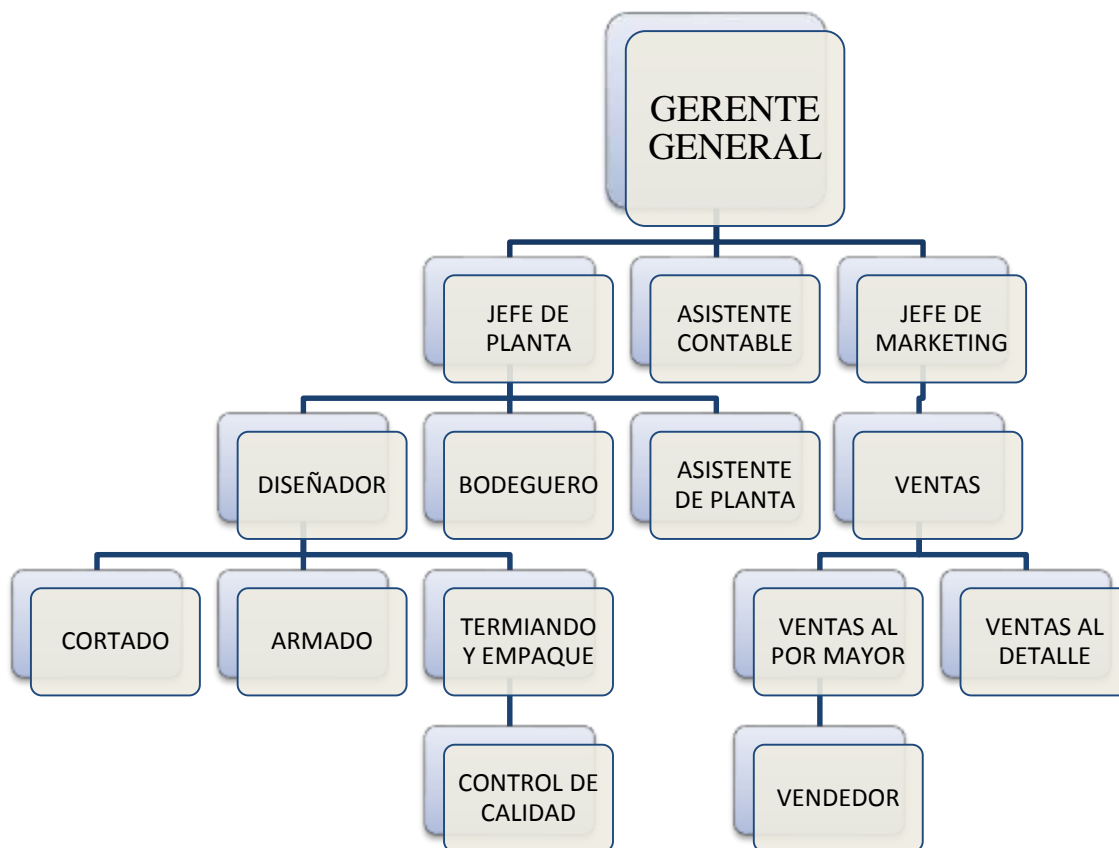 GERENTE
GENERAL
JEFE DE
PLANTA
ASISTENTE
CONTABLE
JEFE DE
MARKETING
DISEÑADOR
BODEGUERO
ASISTENTE
DE PLANTA
VENTAS
CORTADO
ARMADO
TERMIANDO
Y EMPAQUE
VENTAS AL
POR MAYOR
VENTAS AL
DETALLE
CONTROL DE
CALIDAD
VENDEDOR